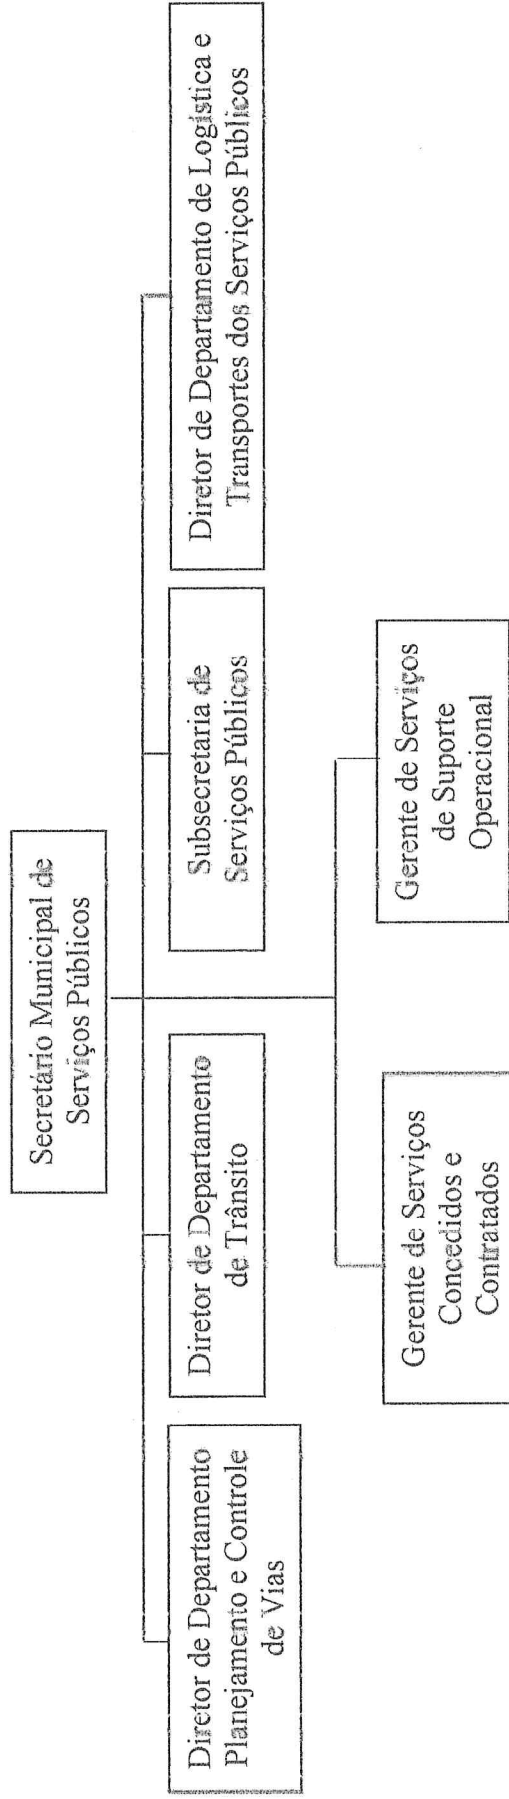 Secretário Municipal de
Serviços Públicos
Diretor de Departamento
Planejamento e Controle
de Vias
Diretor de Departamento
de Trânsito
Subsecretaria de
Serviços Públicos
Diretor de Departamento de Logística e
Transportes dos Serviços Públicos
Gerente de Serviços
Concedidos e
Contratados
Gerente de Serviços
de Suporte
Operacional